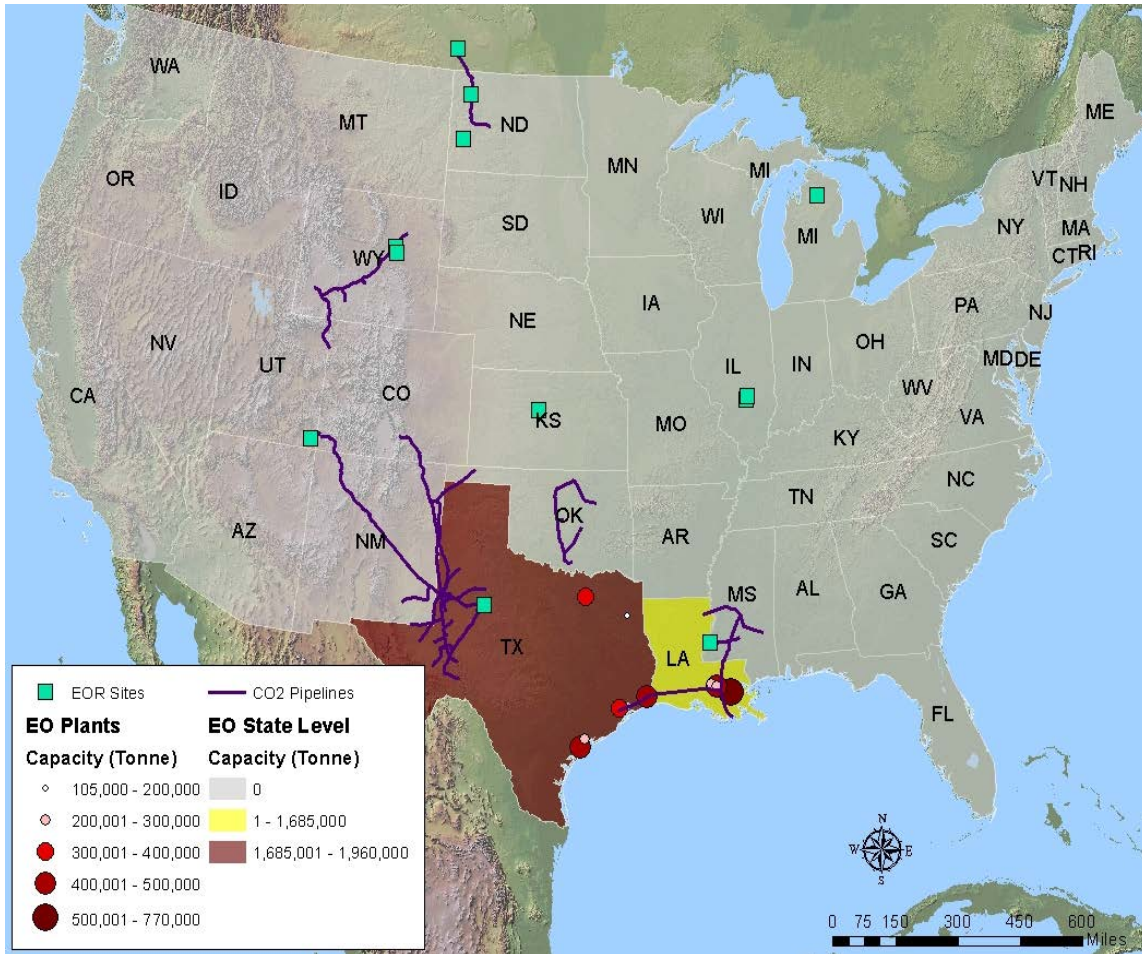 WA
MT
ND
MN
ME
OR
ID
SD
WI
MI
MI
VT
NH
NY
MA
CT
RI
WY
NE
IA
PA
NJ
NV
UT
CO
IL
IN
OH
MD
DE
WV
CA
KS
MO
KY
VA
AZ
NM
OK
AR
TN
NC
SC
TX
LA
MS
AL
GA
FL
EOR Sites
CO2 Pipelines
EO Plants
Capacity (Tonne)
105,000 - 200,000
200,001 - 300,000
300,001 - 400,000
400,001 - 500,000
500,001 - 770,000
EO State Level
Capacity (Tonne)
0
1 - 1,685,000
1,685,001 - 1,960,000
N
W
E
S
0 75 150 300 450 600
Miles